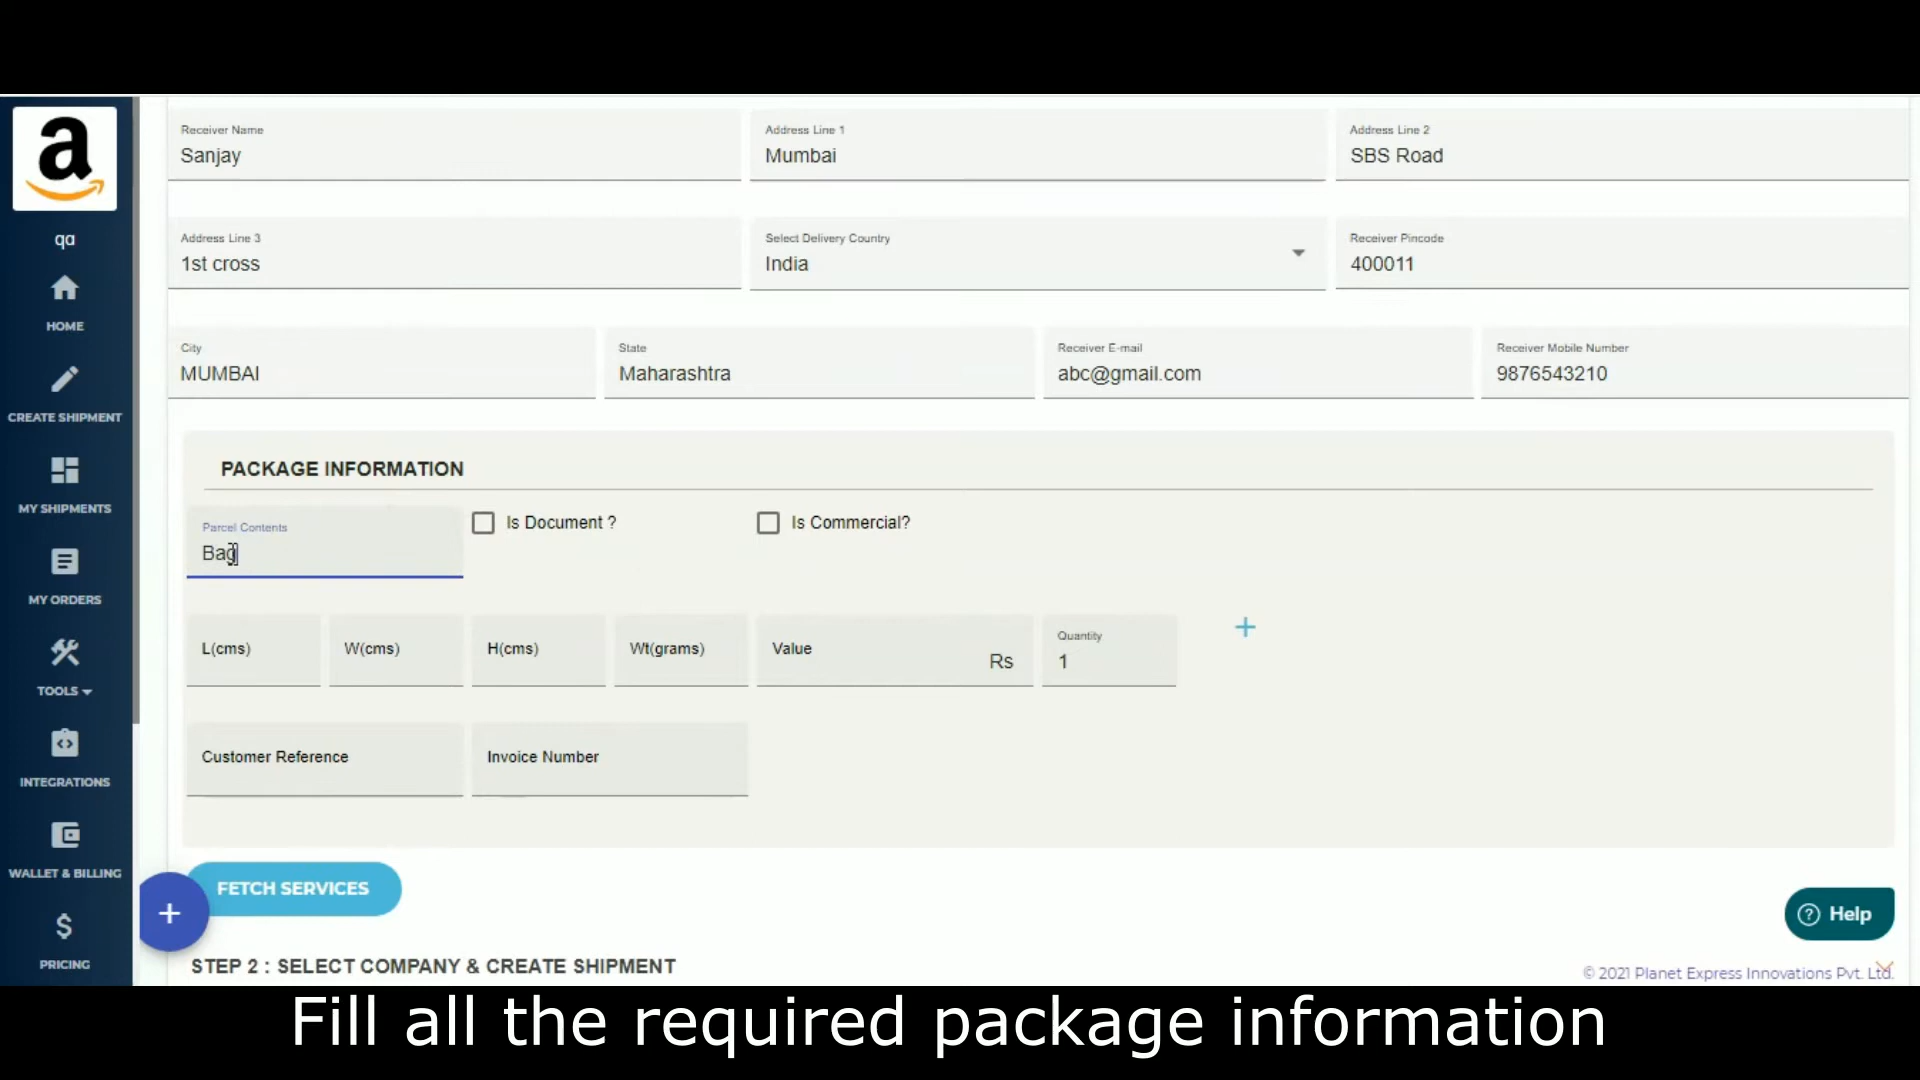 a
qa
HOME
CREATE SHIPMENT
MY SHIPMENTS
MY ORDERS
TOOLS
INTEGRATIONS
WALLET & BILLING
PRICING
Receiver Name Address Line 1 Address Line 2
Sanjay Mumbai SBS Road
Address Line 3 Select Delivery Country Receiver Pincode
1st cross India 400011
City State Receiver E-mail Receiver Mobile Number
MUMBAI Maharashtra abc@gmail.com 9876543210
PACKAGE INFORMATION
Parcel Contents Is Document ? Is Commercial?
Bag
L(cms) W(cms) H(cms) Wt(grams) Value Rs Quantity
1
Customer Reference Invoice Number
FETCH SERVICES
Help
STEP 2 : SELECT COMPANY & CREATE SHIPMENT
© 2021 Planet Express Innovations Pvt. Ltd.
Fill all the required package information